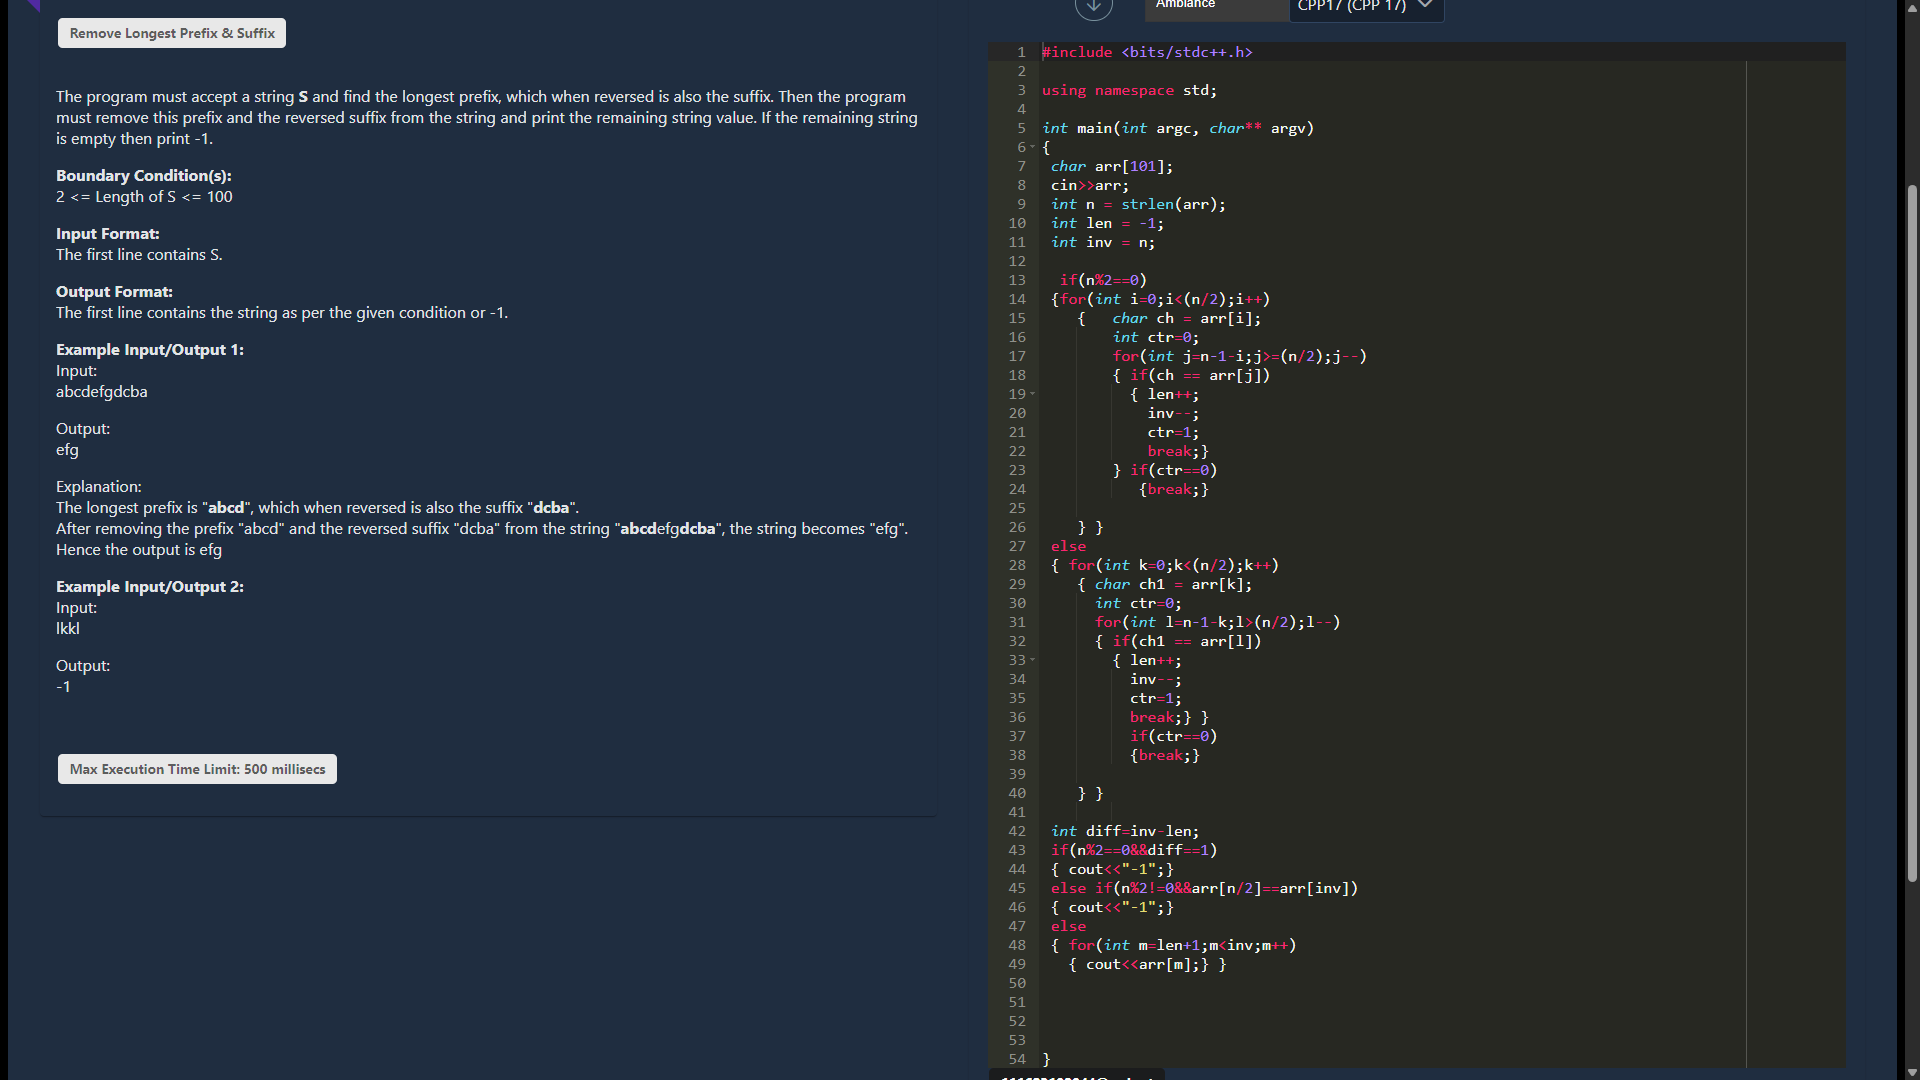 Ambiance
CPP17 (CPP 17)
Remove Longest Prefix & Suffix
The program must accept a string S and find the longest prefix, which when reversed is also the suffix. Then the program
must remove this prefix and the reversed suffix from the string and print the remaining string value. If the remaining string
is empty then print -1.
Boundary Condition(s):
2 <= Length of S <= 100
Input Format:
The first line contains S.
Output Format:
The first line contains the string as per the given condition or -1.
Example Input/Output 1:
Input:
abcdefgdcba
Output:
efg
Explanation:
The longest prefix is "abcd", which when reversed is also the suffix "dcba".
After removing the prefix "abcd" and the reversed suffix "dcba" from the string "abcdefgdcba", the string becomes "efg".
Hence the output is efg
Example Input/Output 2:
Input:
lkkl
Output:
-1
Max Execution Time Limit: 500 millisecs
1 #include <bits/stdc++.h>
2
3 using namespace std;
4
5 int main(int argc, char** argv)
6 {
7 char arr[101];
8 cin>>arr;
9 int n = strlen(arr);
10 int len = -1;
11 int inv = n;
12
13 if(n%2==0)
14 {for(int i=0;i<(n/2);i++)
15 { char ch = arr[i];
16 int ctr=0;
17 for(int j=n-1-i;j>=(n/2);j--)
18 { if(ch == arr[j])
19 { len++;
20 inv--;
21 ctr=1;
22 break;}
23 } if(ctr==0)
24 {break;}
25
26 } }
27 else
28 { for(int k=0;k<(n/2);k++)
29 { char ch1 = arr[k];
30 int ctr=0;
31 for(int l=n-1-k;l>(n/2);l--)
32 { if(ch1 == arr[l])
33 { len++;
34 inv--;
35 ctr=1;
36 break;} }
37 if(ctr==0)
38 {break;}
39
40 } }
41
42 int diff=inv-len;
43 if(n%2==0&&diff==1)
44 { cout<<"-1";}
45 else if(n%2!=0&&arr[n/2]==arr[inv])
46 { cout<<"-1";}
47 else
48 { for(int m=len+1;m<inv;m++)
49 { cout<<arr[m];} }
50
51
52
53
54 }